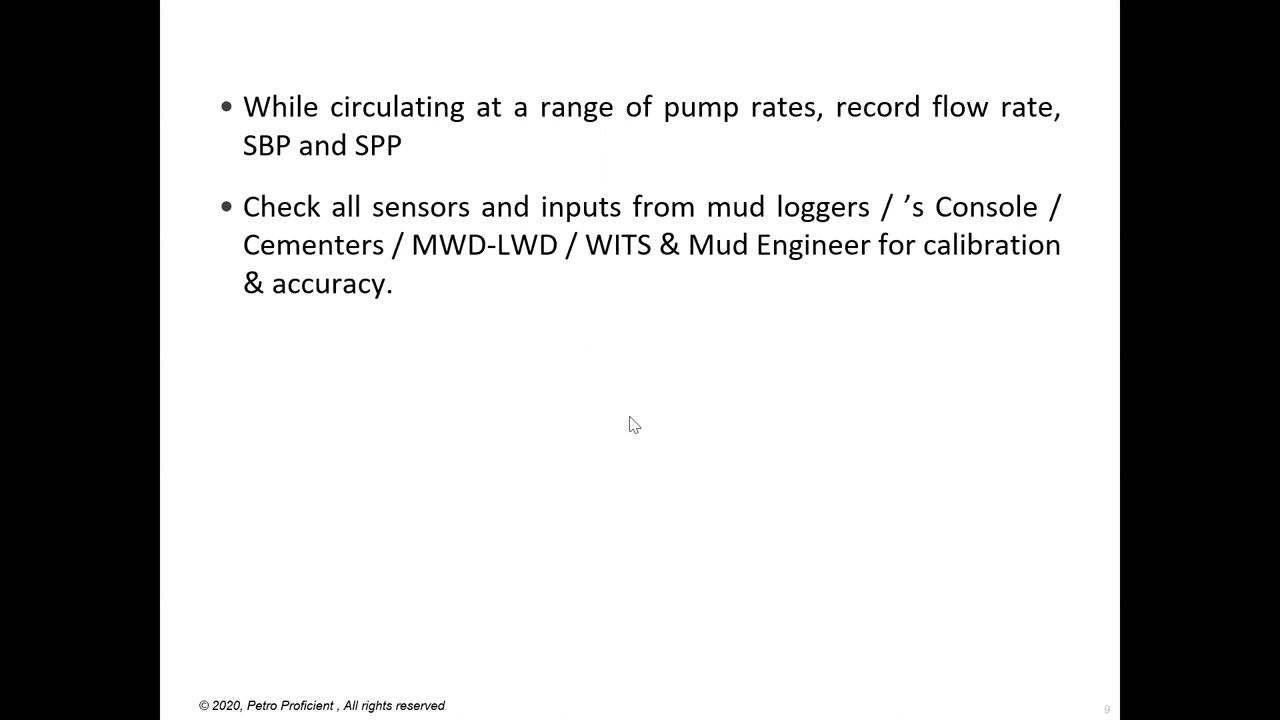 • While circulating at a range of pump rates, record flow rate,
SBP and SPP
• Check all sensors and inputs from mud loggers / ’s Console /
Cementers / MWD-LWD / WITS & Mud Engineer for calibration
& accuracy.
© 2020, Petro Proficient , All rights reserved
9